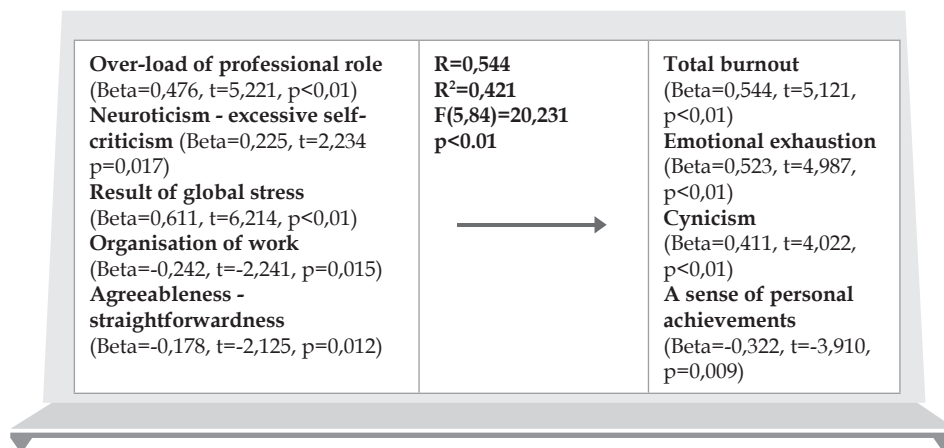 Over-load of professional role
(Beta=0,476, t=5,221, p<0,01)
Neuroticism - excessive self-
criticism (Beta=0,225, t=2,234
p=0,017)
Result of global stress
(Beta=0,611, t=6,214, p<0,01)
Organisation of work
(Beta=-0,242, t=-2,241, p=0,015)
Agreeableness -
straightforwardness
(Beta=-0,178, t=-2,125, p=0,012)
R=0,544
R²=0,421
F(5,84)=20,231
p<0.01
Total burnout
(Beta=0,544, t=5,121,
p<0,01)
Emotional exhaustion
(Beta=0,523, t=4,987,
p<0,01)
Cynicism
(Beta=0,411, t=4,022,
p<0,01)
A sense of personal
achievements
(Beta=-0,322, t=-3,910,
p=0,009)